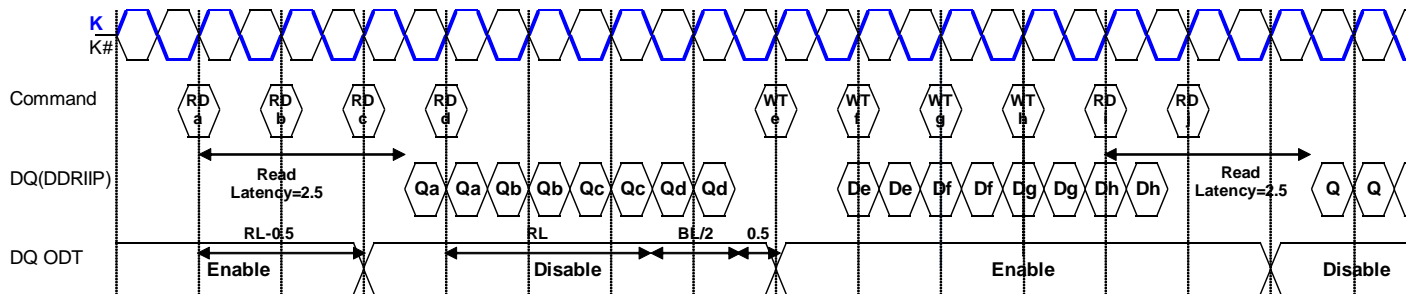 K
K#
Command
RD a
RD b
RD c
RD d
WT e
WT f
WT g
WT h
RD i
RD j
DQ(DDRIIP)
Read
Latency=2.5
Qa Qa Qb Qb Qc Qc Qd Qd
De De Df Df Dg Dg Dh Dh
Read
Latency=2.5
Q Q
DQ ODT
RL-0.5
RL
BL/2
0.5
Enable
Disable
Enable
Disable